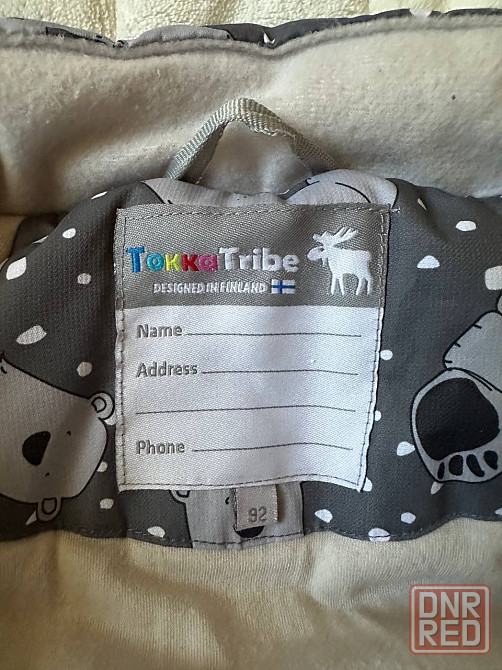 TokkaTribe
DESIGNED IN FINLAND
Name
Address
Phone
92
DNR
RED